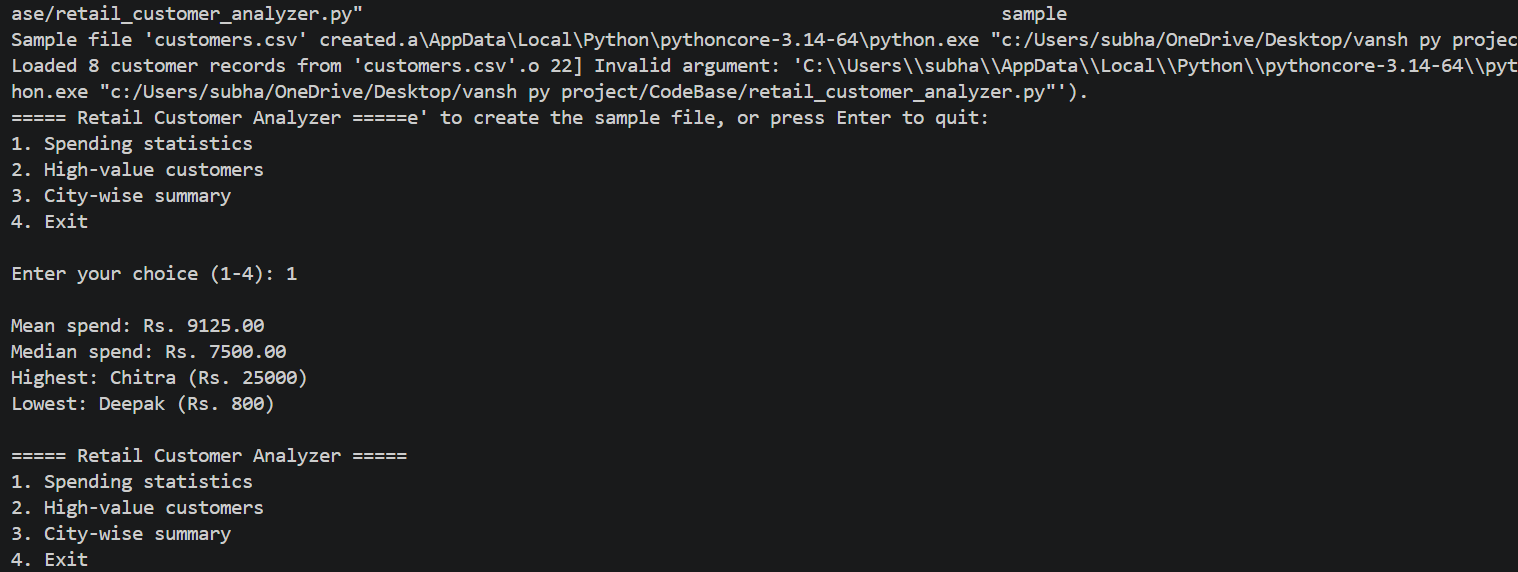 ase/retail_customer_analyzer.py" sample
Sample file 'customers.csv' created.a\AppData\Local\Python\pythoncore-3.14-64\python.exe "c:/Users/subha/OneDrive/Desktop/vansh py projec
Loaded 8 customer records from 'customers.csv'.o 22] Invalid argument: 'C:\\Users\\subha\\AppData\\Local\\Python\\pythoncore-3.14-64\\pyt
hon.exe "c:/Users/subha/OneDrive/Desktop/vansh py project/CodeBase/retail_customer_analyzer.py"').
===== Retail Customer Analyzer =====e' to create the sample file, or press Enter to quit:
1. Spending statistics
2. High-value customers
3. City-wise summary
4. Exit
Enter your choice (1-4): 1
Mean spend: Rs. 9125.00
Median spend: Rs. 7500.00
Highest: Chitra (Rs. 25000)
Lowest: Deepak (Rs. 800)
===== Retail Customer Analyzer =====
1. Spending statistics
2. High-value customers
3. City-wise summary
4. Exit